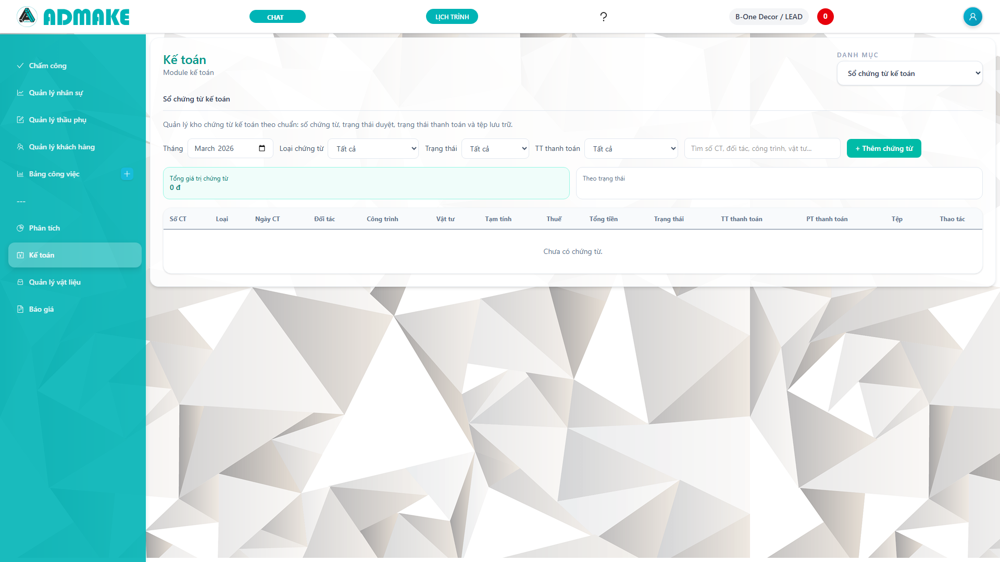 ADMAKE
CHAT
LỊCH TRÌNH
?
B-One Decor / LEAD
0
Chấm công
Quản lý nhân sự
Quản lý thầu phụ
Quản lý khách hàng
Bảng công việc
---
Phân tích
Kế toán
Quản lý vật liệu
Báo giá
Kế toán
Module kế toán
DANH MỤC
Sổ chứng từ kế toán
Sổ chứng từ kế toán
Quản lý kho chứng từ kế toán theo chuẩn: số chứng từ, trạng thái duyệt, trạng thái thanh toán và tệp lưu trữ.
Tháng March 2026 Loại chứng từ Tất cả Trạng thái Tất cả TT thanh toán Tất cả Tìm số CT, đối tác, công trình, vật tư... + Thêm chứng từ
Tổng giá trị chứng từ
0 đ
Theo trạng thái
Số CT Loại Ngày CT Đối tác Công trình Vật tư Tạm tính Thuế Tổng tiền Trạng thái TT thanh toán PT thanh toán Tệp Thao tác
Chưa có chứng từ.